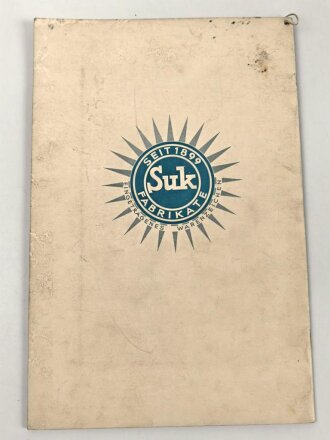 SEIT 1899
Suk
FABRIKATE
EINGETRAGENES WARENZEICHEN